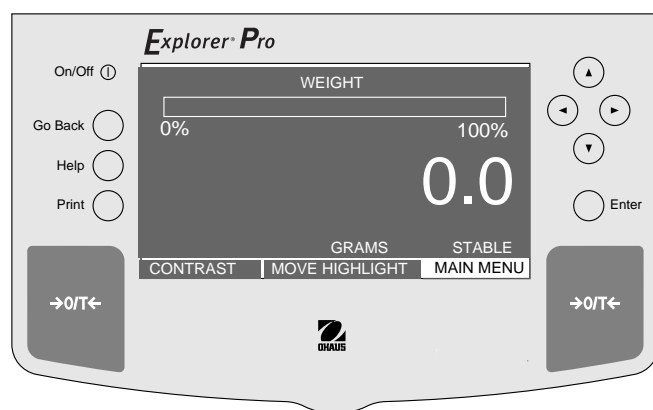 Explorer® Pro
On/Off
WEIGHT
0% 100%
Go Back
Help
0.0
Print
Enter
GRAMS STABLE
CONTRAST MOVE HIGHLIGHT MAIN MENU
→0/T← →0/T←
OHAUS